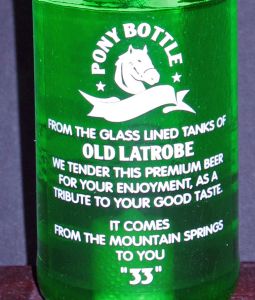 PONY BOTTLE
FROM THE GLASS LINED TANKS OF
OLD LATROBE
WE TENDER THIS PREMIUM BEER
FOR YOUR ENJOYMENT, AS A
TRIBUTE TO YOUR GOOD TASTE.
IT COMES
FROM THE MOUNTAIN SPRINGS
TO YOU
"33"